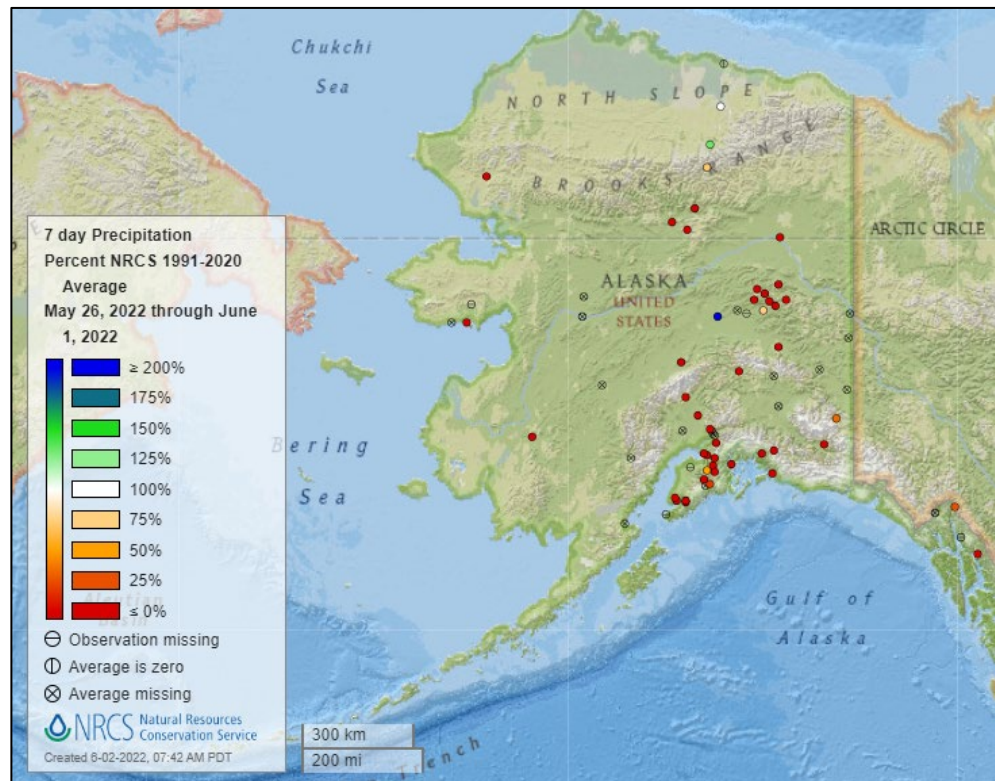 Chukchi
Sea
NORTH SLOPE
BROOKS RANGE
ARCTIC CIRCLE
ALASKA
UNITED
STATES
Bering
Sea
Gulf of
Alaska
Aleutian
Basin
Trench
7 day Precipitation
Percent NRCS 1991-2020
Average
May 26, 2022 through June
1, 2022
≥ 200%
175%
150%
125%
100%
75%
50%
25%
≤ 0%
Observation missing
Average is zero
Average missing
NRCS Natural Resources
Conservation Service
Created 6-02-2022, 07:42 AM PDT
300 km
200 mi